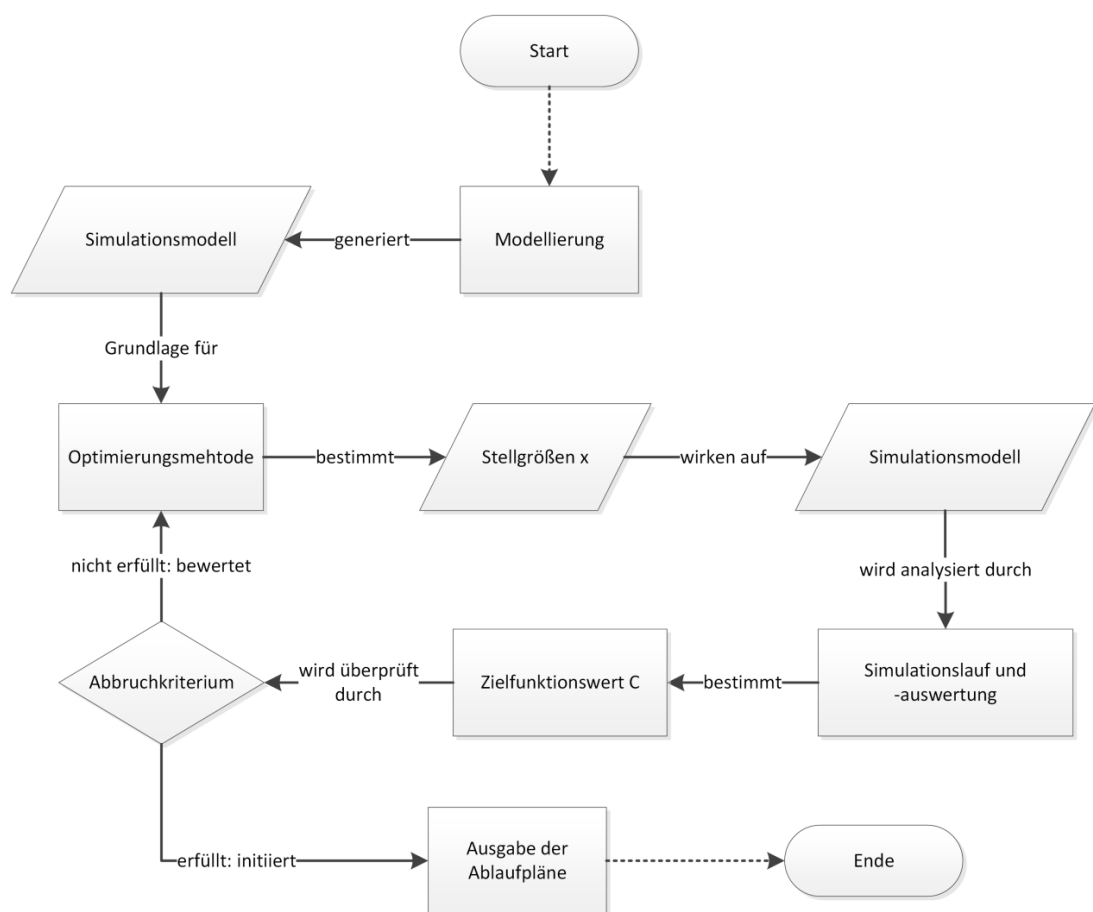 Start
Simulationsmodell
generiert
Modellierung
Grundlage für
Optimierungsmehtode
bestimmt
Stellgrößen x
wirken auf
Simulationsmodell
nicht erfüllt: bewertet
wird analysiert durch
Abbruchkriterium
wird überprüft
durch
Zielfunktionswert C
bestimmt
Simulationslauf und
-auswertung
erfüllt: initiiert
Ausgabe der
Ablaufpläne
Ende